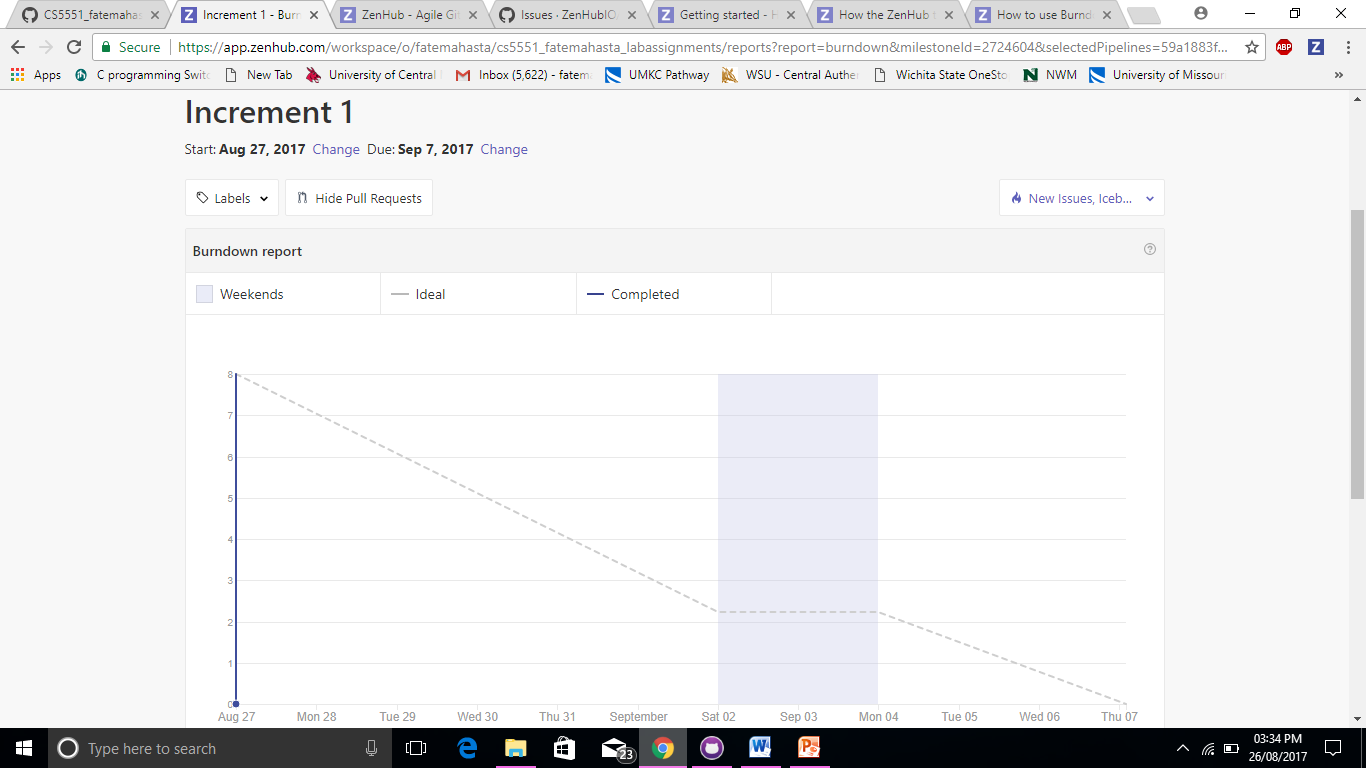 CS5551_fatemaha
Increment 1 - Burn
ZenHub - Agile Gi
Issues · ZenHubIO
Getting started - H
How the ZenHub
How to use Burnd
Secure
https://app.zenhub.com/workspace/o/fatemahasta/cs5551_fatemahasta_labassignments/reports?report=burndown&milestoneId=2724604&selectedPipelines=59a1883f...
ABP
Z
Apps
C programming Switc
New Tab
University of Central
Inbox (5,622) - fatem
UMKC Pathway
WSU - Central Authe
Wichita State OneSto
NWM
University of Missour
»
Increment 1
Start: Aug 27, 2017 Change Due: Sep 7, 2017 Change
Labels
Hide Pull Requests
New Issues, Iceb...
Burndown report
?
Weekends
Ideal
Completed
8
7
6
5
4
3
2
1
0
Aug 27
Mon 28
Tue 29
Wed 30
Thu 31
September
Sat 02
Sep 03
Mon 04
Tue 05
Wed 06
Thu 07
Type here to search
23
03:34 PM
26/08/2017